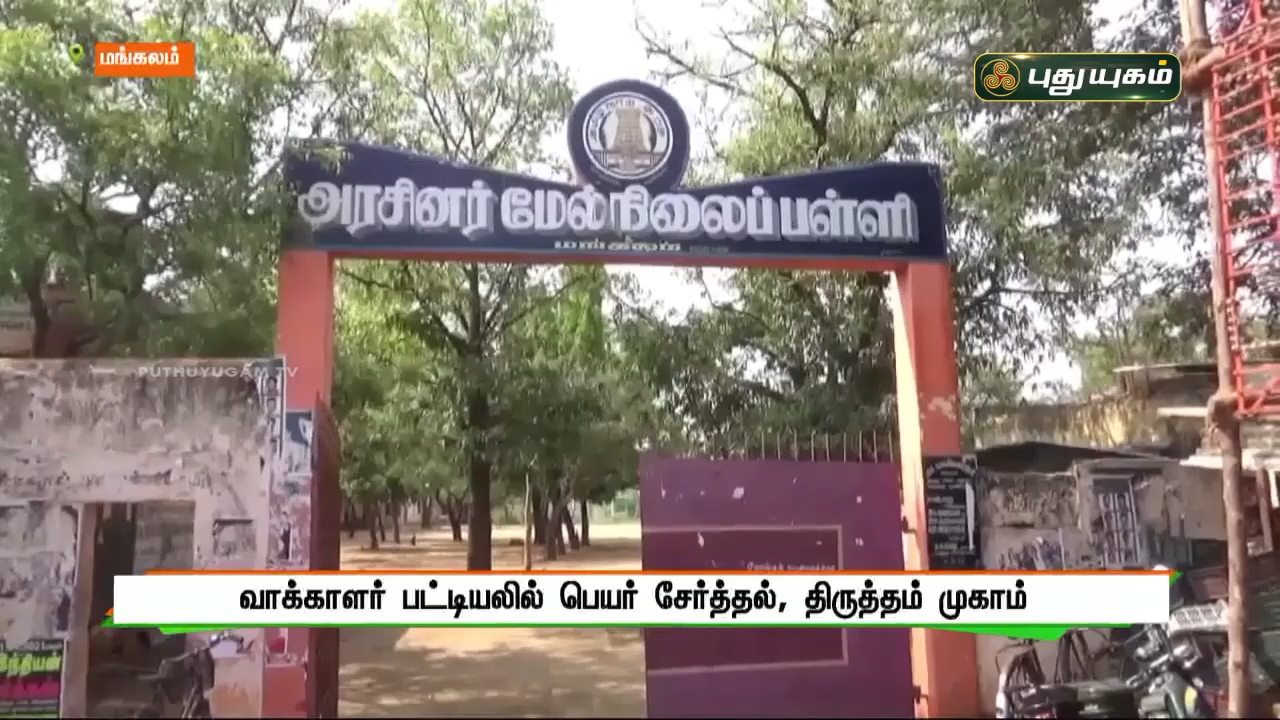 மங்கலம்
புதுயுகம்
அரசினர் மேல்நிலைப்பள்ளி
PUTHUYUGAM TV
வாக்காளர் பட்டியலில் பெயர் சேர்த்தல், திருத்தம் முகாம்